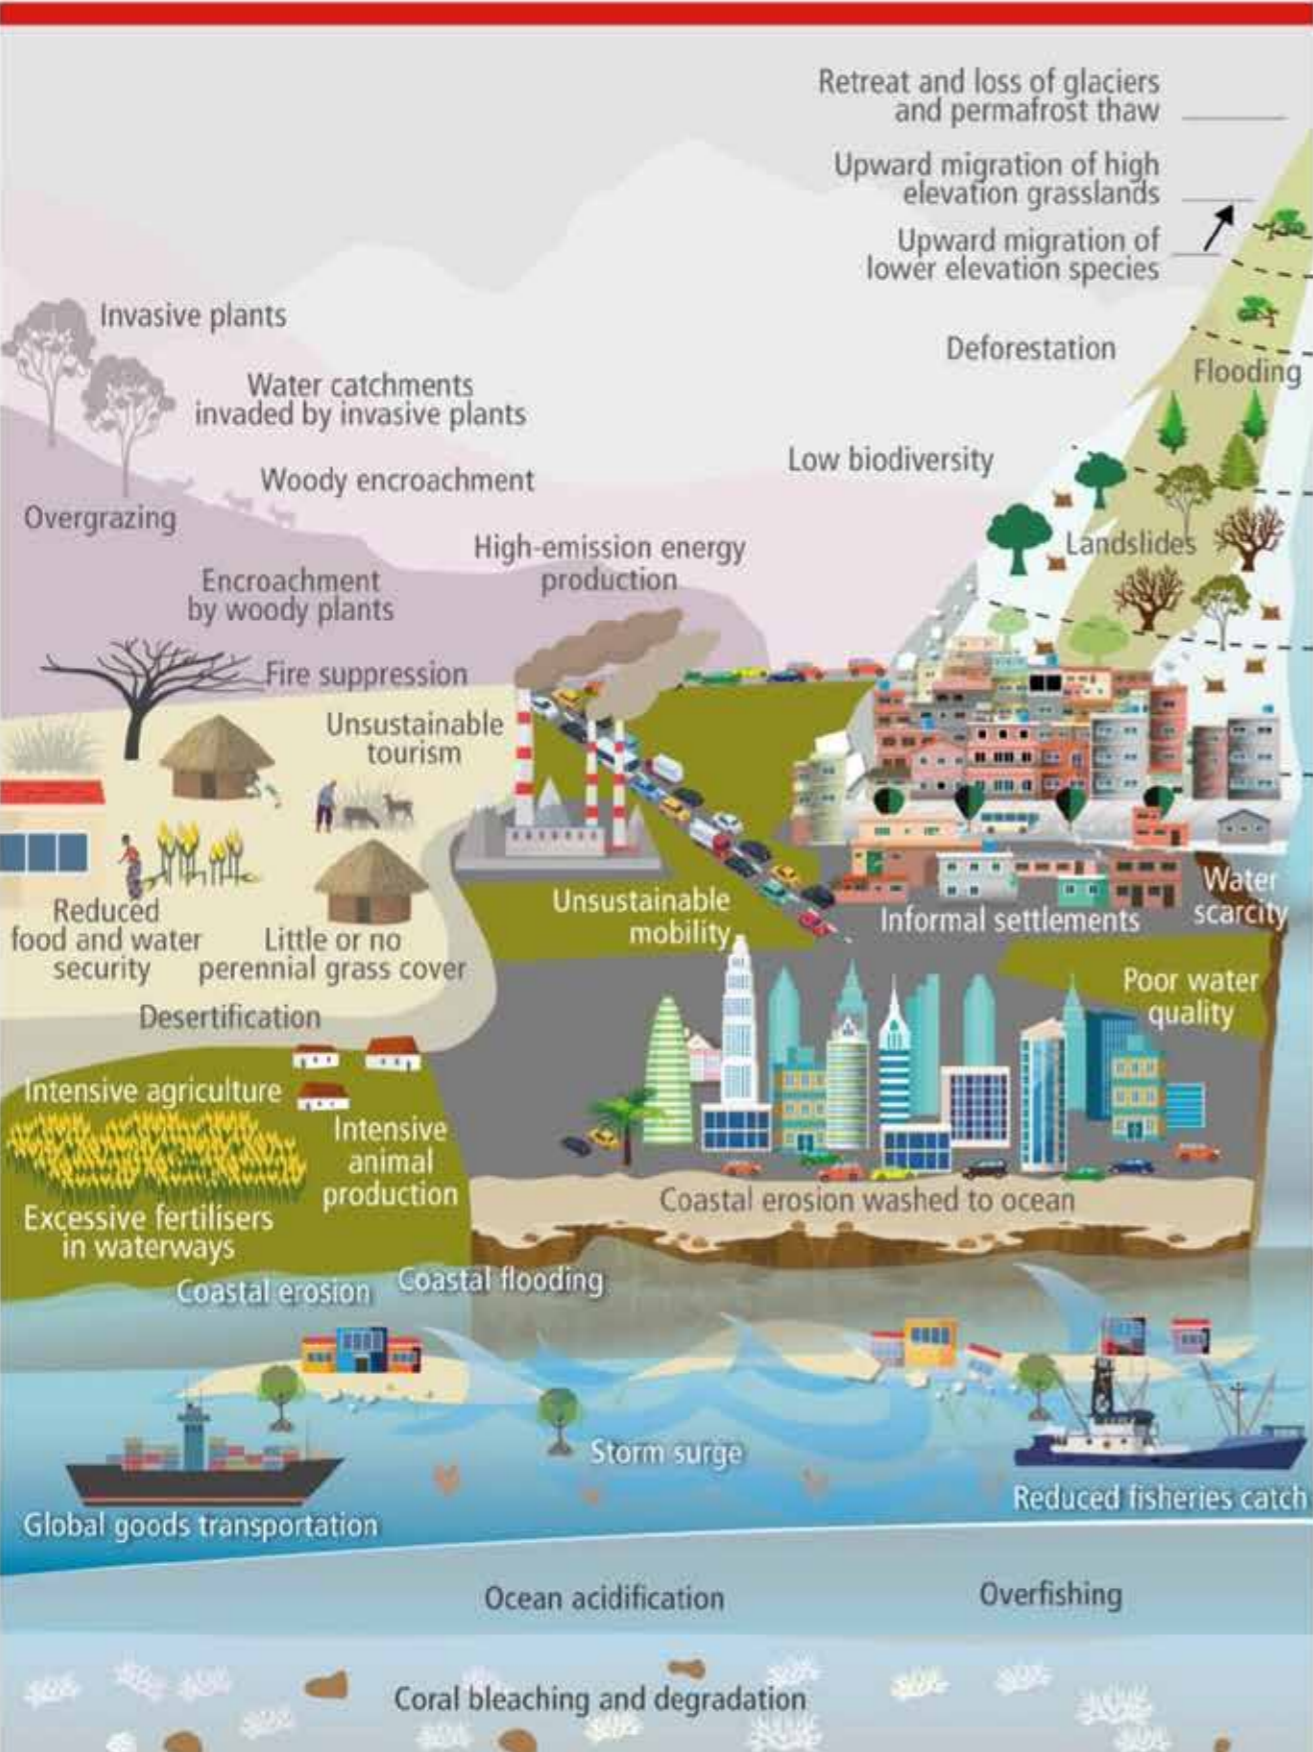 Retreat and loss of glaciers
and permafrost thaw
Upward migration of high
elevation grasslands
Upward migration of
lower elevation species
Invasive plants
Deforestation
Flooding
Water catchments
invaded by invasive plants
Low biodiversity
Woody encroachment
Overgrazing
High-emission energy
production
Landslides
Encroachment
by woody plants
Fire suppression
Unsustainable
tourism
Reduced
food and water
security
Little or no
perennial grass cover
Unsustainable
mobility
Informal settlements
Water
scarcity
Poor water
quality
Desertification
Intensive agriculture
Intensive
animal
production
Excessive fertilisers
in waterways
Coastal erosion washed to ocean
Coastal erosion
Coastal flooding
Storm surge
Reduced fisheries catch
Global goods transportation
Ocean acidification
Overfishing
Coral bleaching and degradation